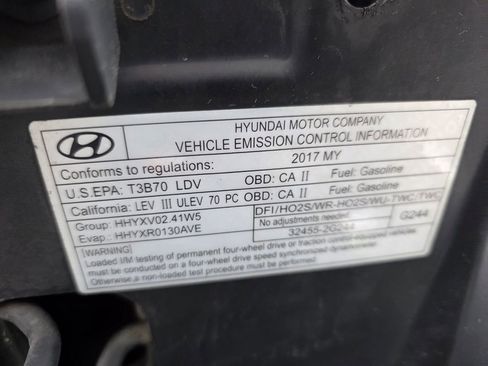 HYUNDAI MOTOR COMPANY
VEHICLE EMISSION CONTROL INFORMATION
Conforms to regulations: 2017 MY
U.S.EPA: T3B70 LDV OBD: CA II Fuel: Gasoline
California: LEV III ULEV 70 PC OBD: CA II Fuel: Gasoline
Group: HHYXV02.41W5 DFI/HO2S/WR-HO2S/WU-TWC/TWC
Evap.: HHYXR0130AVE 32455-2G244 G244
[WARNING]
Loaded I/M testing of permanent four-wheel drive or traction control-equipped vehicles
must be conducted on a four-wheel drive speed synchronized dynamometer.
Otherwise, a non-loaded test procedure must be utilized.